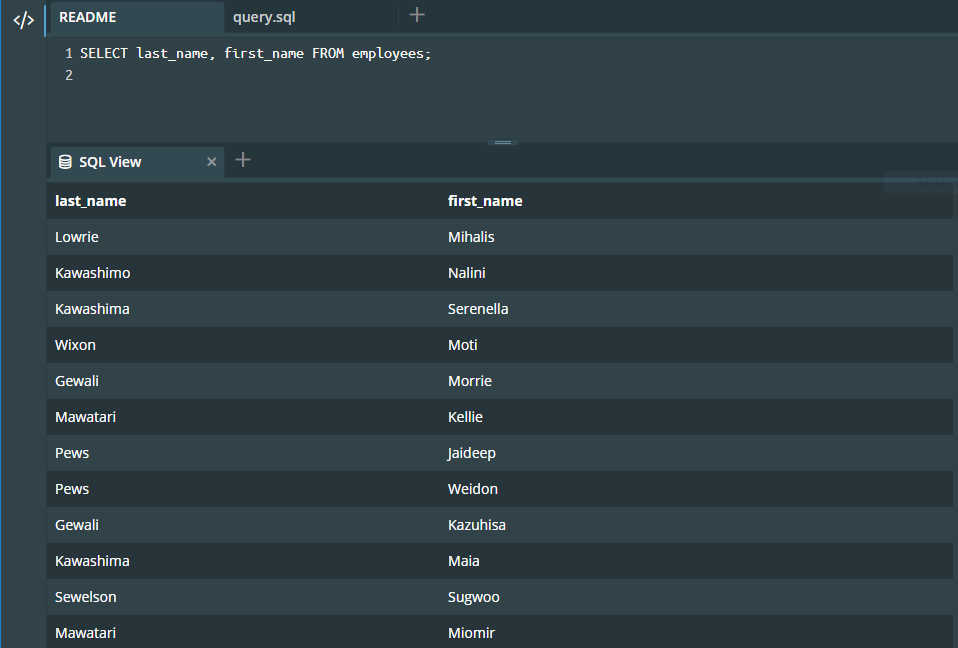 </> README query.sql +
1 SELECT last_name, first_name FROM employees;
2
SQL View × +
last_name first_name
Lowrie Mihalis
Kawashimo Nalini
Kawashima Serenella
Wixon Moti
Gewali Morrie
Mawatari Kellie
Pews Jaideep
Pews Weidon
Gewali Kazuhisa
Kawashima Maia
Sewelson Sugwoo
Mawatari Miomir